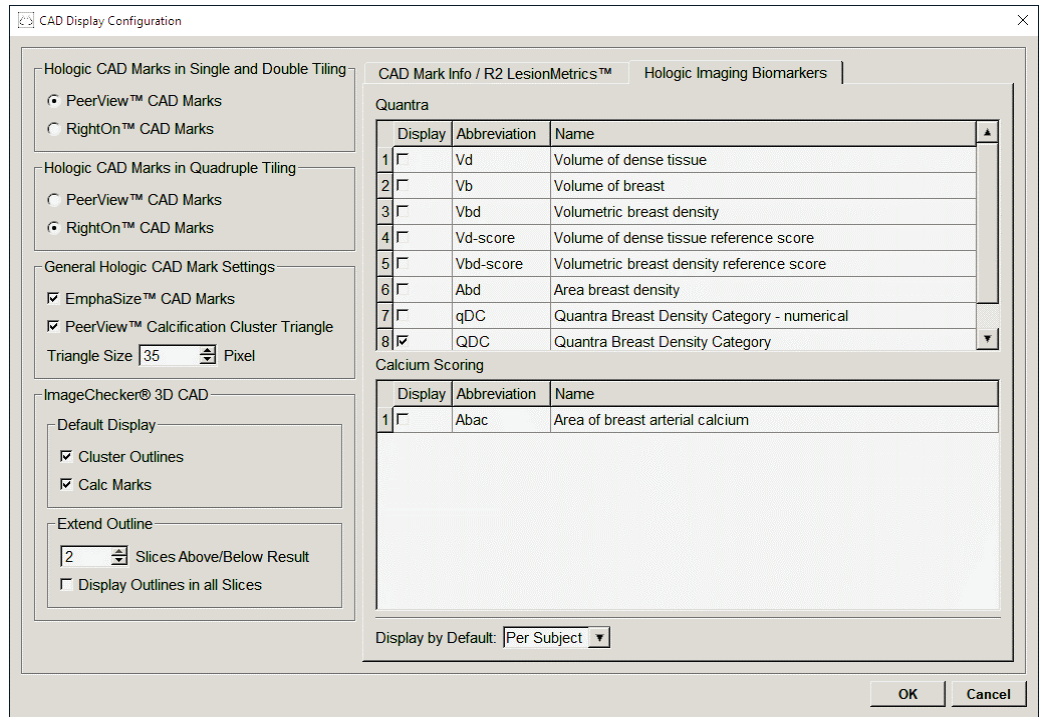 CAD Display Configuration
Hologic CAD Marks in Single and Double Tiling
PeerView™ CAD Marks
RightOn™ CAD Marks
Hologic CAD Marks in Quadruple Tiling
PeerView™ CAD Marks
RightOn™ CAD Marks
General Hologic CAD Mark Settings
EmphaSize™ CAD Marks
PeerView™ Calcification Cluster Triangle
Triangle Size 35 Pixel
ImageChecker® 3D CAD
Default Display
Cluster Outlines
Calc Marks
Extend Outline
2 Slices Above/Below Result
Display Outlines in all Slices
CAD Mark Info / R2 LesionMetrics™ Hologic Imaging Biomarkers
Quantra
Display Abbreviation Name
1 Vd Volume of dense tissue
2 Vb Volume of breast
3 Vbd Volumetric breast density
4 Vd-score Volume of dense tissue reference score
5 Vbd-score Volumetric breast density reference score
6 Abd Area breast density
7 qDC Quantra Breast Density Category - numerical
8 QDC Quantra Breast Density Category
Calcium Scoring
Display Abbreviation Name
1 Abac Area of breast arterial calcium
Display by Default: Per Subject
OK Cancel